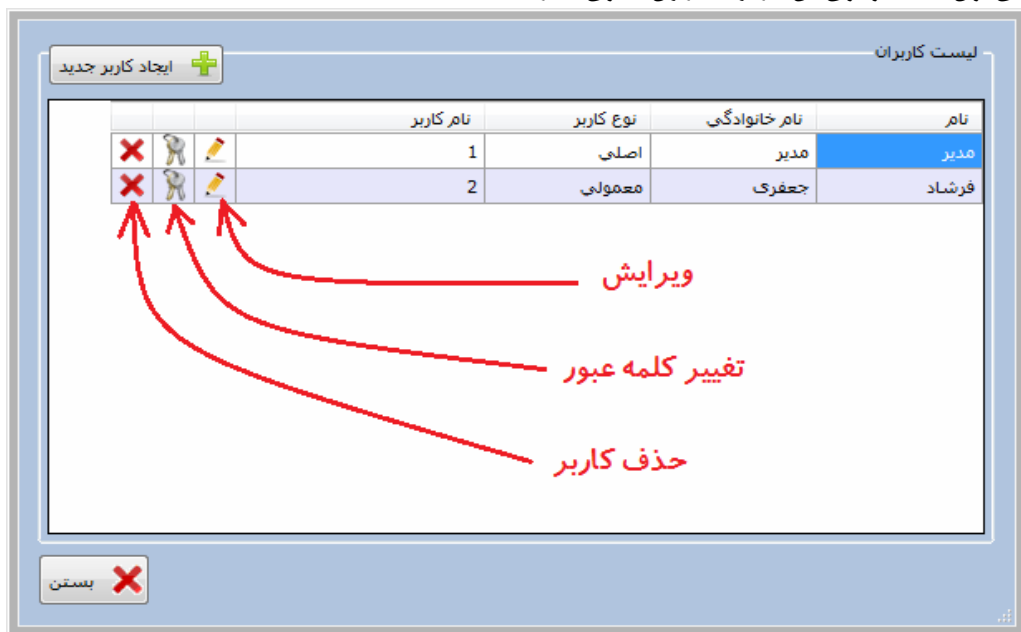 لیست کاربران
ایجاد کاربر جدید
نام نام خانوادگی نوع کاربر نام کاربر
مدیر مدیر اصلی 1
فرشاد جعفری معمولی 2
ویرایش
تغییر کلمه عبور
حذف کاربر
بستن